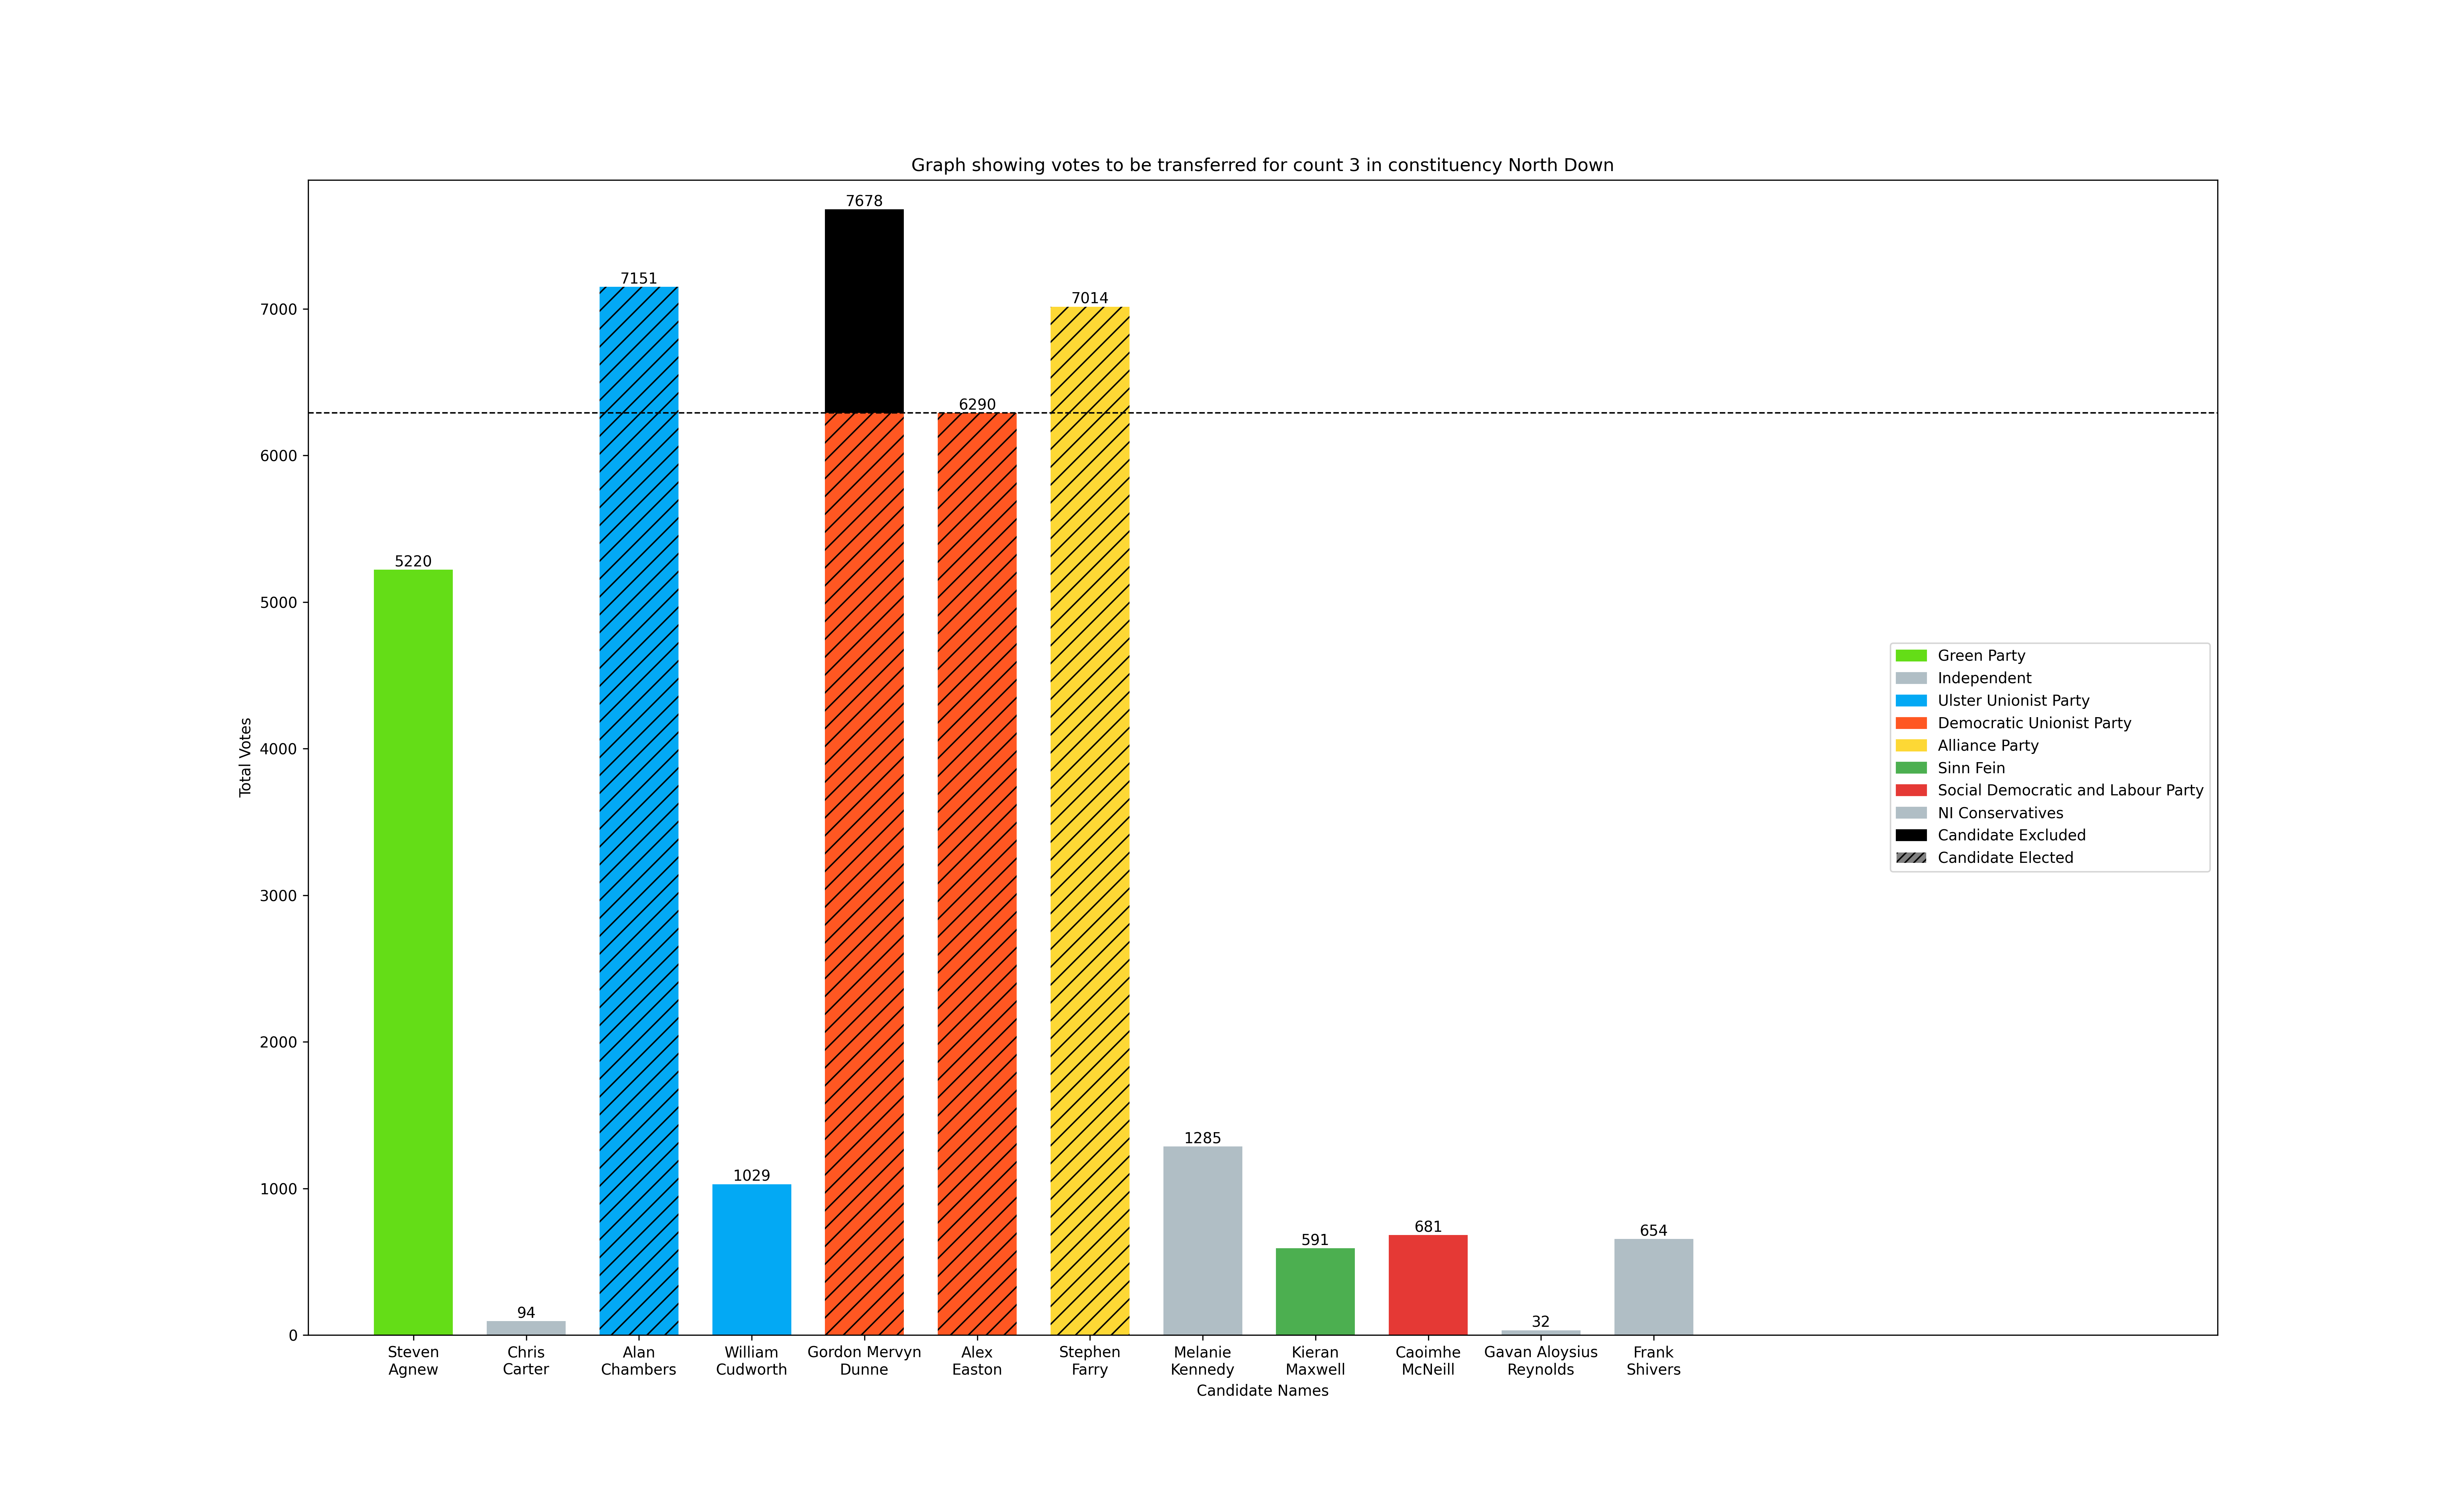 Graph showing votes to be transferred for count 3 in constituency North Down
7678
7151
7014
7000
6290
6000
5220
5000
Green Party
Independent
Ulster Unionist Party
Democratic Unionist Party
Alliance Party
Sinn Fein
Social Democratic and Labour Party
NI Conservatives
Candidate Excluded
Candidate Elected
Total Votes
4000
3000
2000
1285
1029
1000
681
654
591
94
32
0
Steven
Agnew
Chris
Carter
Alan
Chambers
William
Cudworth
Gordon Mervyn
Dunne
Alex
Easton
Stephen
Farry
Melanie
Kennedy
Kieran
Maxwell
Caoimhe
McNeill
Gavan Aloysius
Reynolds
Frank
Shivers
Candidate Names